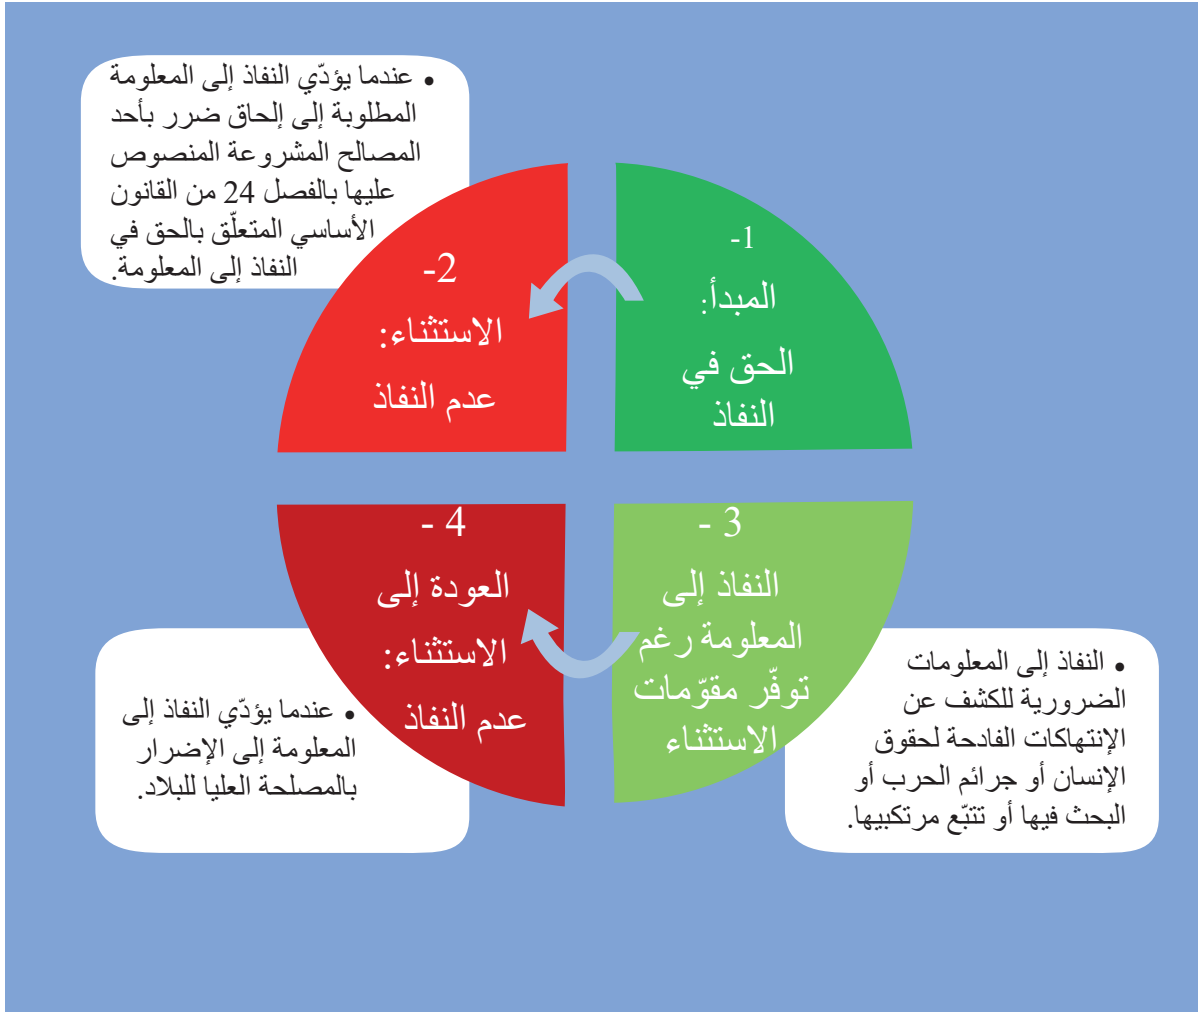 -1
المبدأ:
الحق في
النفاذ
-2
الاستثناء:
عدم النفاذ
• عندما يؤدّي النفاذ إلى المعلومة
المطلوبة إلى إلحاق ضرر بأحد
المصالح المشروعة المنصوص
عليها بالفصل 24 من القانون
الأساسي المتعلّق بالحق في
النفاذ إلى المعلومة.
- 3
النفاذ إلى
المعلومة رغم
توفّر مقوّمات
الاستثناء
• النفاذ إلى المعلومات
الضرورية للكشف عن
الإنتهاكات الفادحة لحقوق
الإنسان أو جرائم الحرب أو
البحث فيها أو تتبّع مرتكبيها.
- 4
العودة إلى
الاستثناء:
عدم النفاذ
• عندما يؤدّي النفاذ إلى
المعلومة إلى الإضرار
بالمصلحة العليا للبلاد.